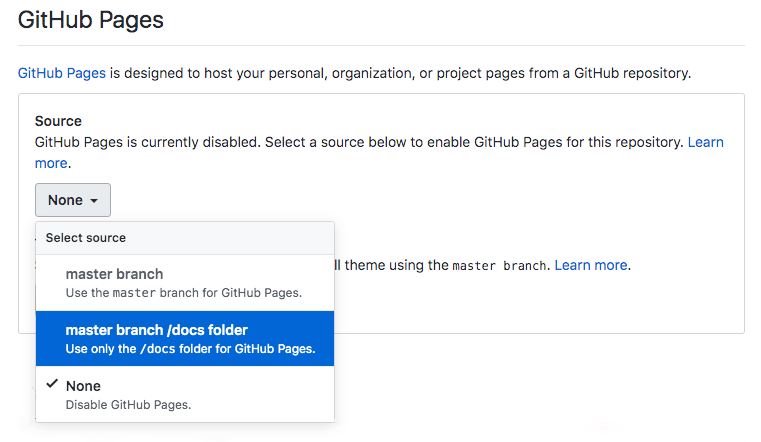 GitHub Pages
GitHub Pages is designed to host your personal, organization, or project pages from a GitHub repository.
Source
GitHub Pages is currently disabled. Select a source below to enable GitHub Pages for this repository. Learn
more.
None
Select source
theme using the master branch. Learn more.
master branch
Use the master branch for GitHub Pages.
master branch /docs folder
Use only the /docs folder for GitHub Pages.
None
Disable GitHub Pages.